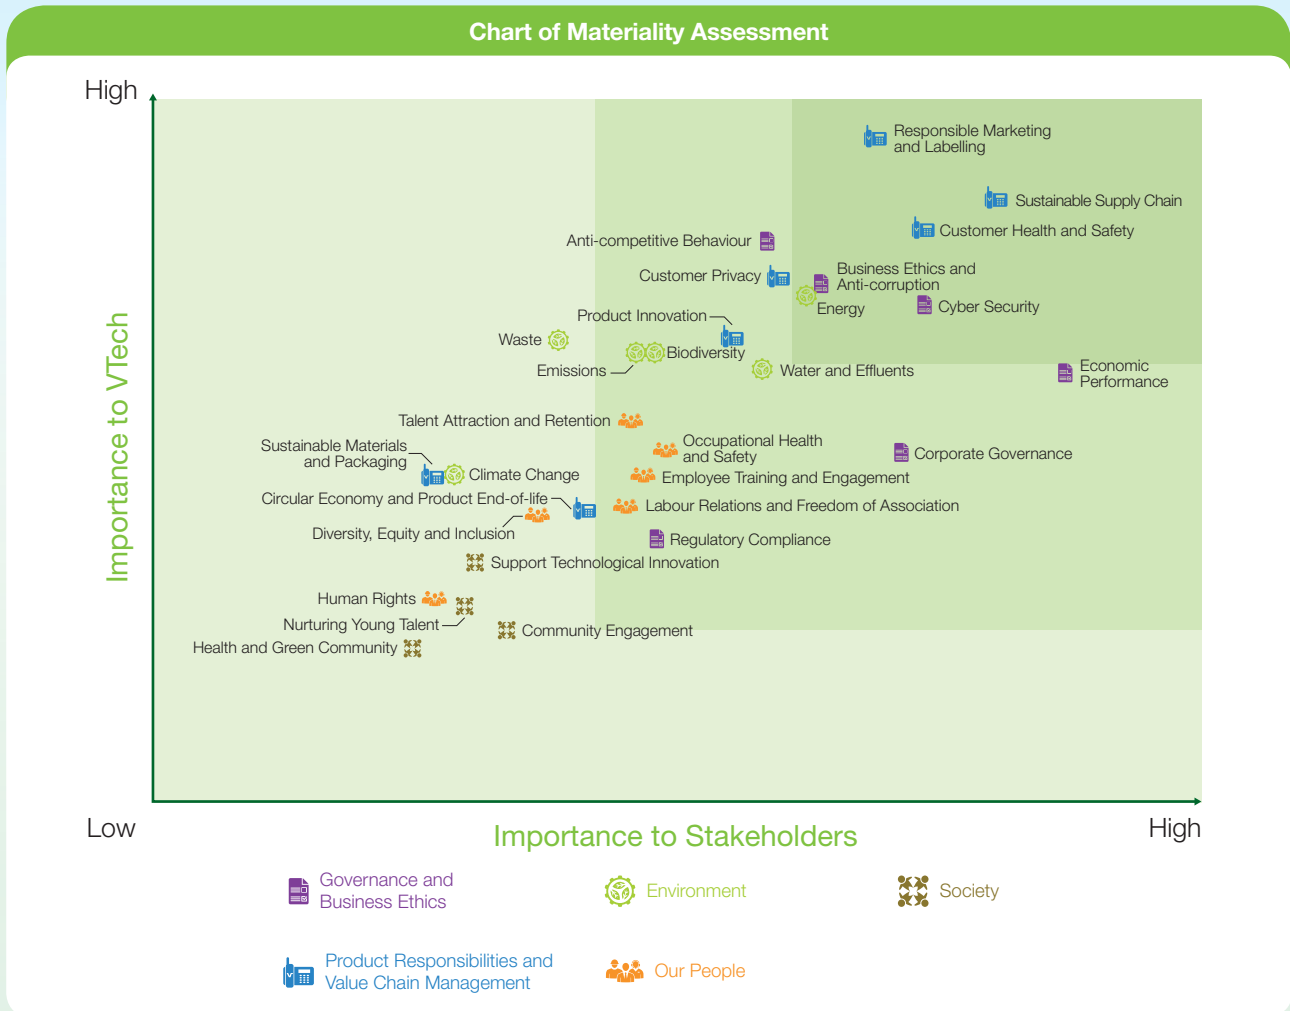 Chart of Materiality Assessment
High
Responsible Marketing
and Labelling
Sustainable Supply Chain
Customer Health and Safety
Anti-competitive Behaviour
Customer Privacy
Business Ethics and
Anti-corruption
Energy
Cyber Security
Product Innovation
Waste
Biodiversity
Emissions
Water and Effluents
Economic
Performance
Talent Attraction and Retention
Sustainable Materials
and Packaging
Occupational Health
and Safety
Corporate Governance
Climate Change
Employee Training and Engagement
Circular Economy and Product End-of-life
Labour Relations and Freedom of Association
Diversity, Equity and Inclusion
Regulatory Compliance
Support Technological Innovation
Human Rights
Nurturing Young Talent
Community Engagement
Health and Green Community
Importance to VTech
Low
Importance to Stakeholders
High
Governance and
Business Ethics
Environment
Society
Product Responsibilities and
Value Chain Management
Our People